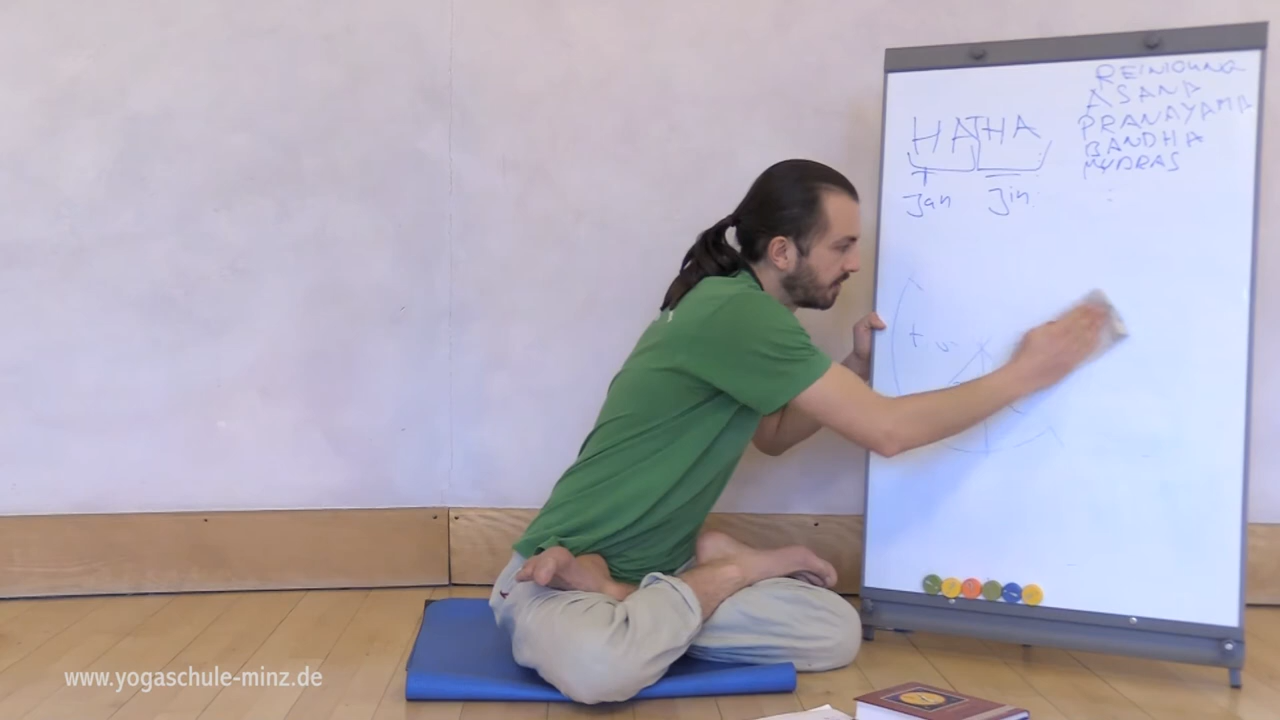 HATHA
Jan Jin
REINIGUNG
ASANA
PRANAYAMA
BANDHA
MUDRAS
www.yogaschule-minz.de